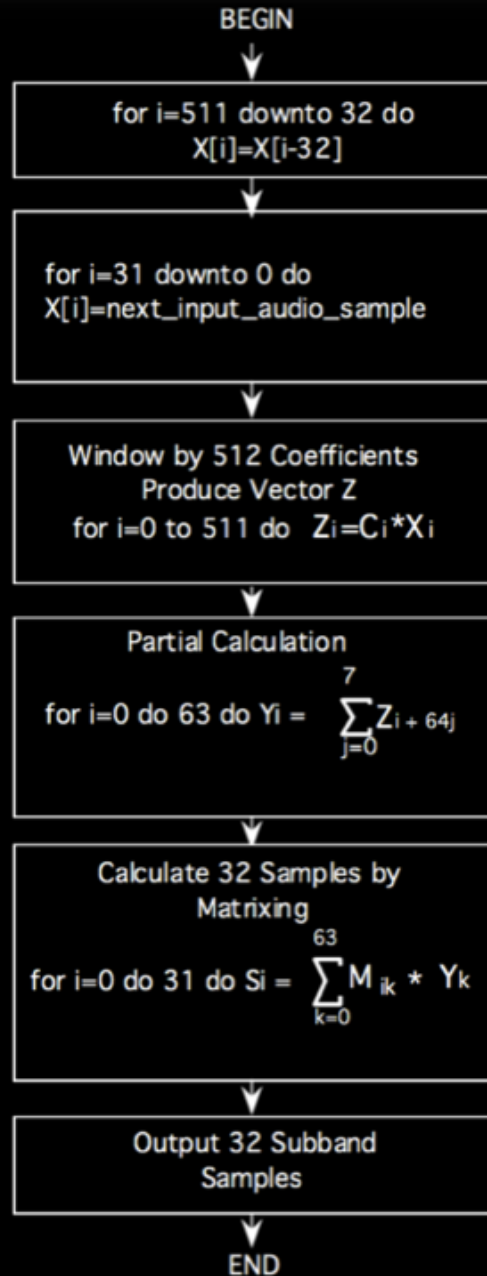 BEGIN
for i=511 downto 32 do
X[i]=X[i-32]
for i=31 downto 0 do
X[i]=next_input_audio_sample
Window by 512 Coefficients
Produce Vector Z
for i=0 to 511 do Zi=Ci*Xi
Partial Calculation
7
for i=0 do 63 do Yi = ∑ Zi + 64j
j=0
Calculate 32 Samples by
Matrixing
63
for i=0 do 31 do Si = ∑ M ik * Yk
k=0
Output 32 Subband
Samples
END